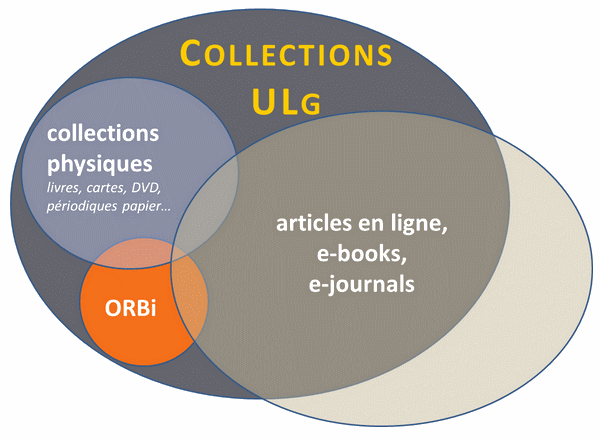 COLLECTIONS
ULG
collections
physiques
livres, cartes, DVD,
périodiques papier...
articles en ligne,
e-books,
e-journals
ORBi